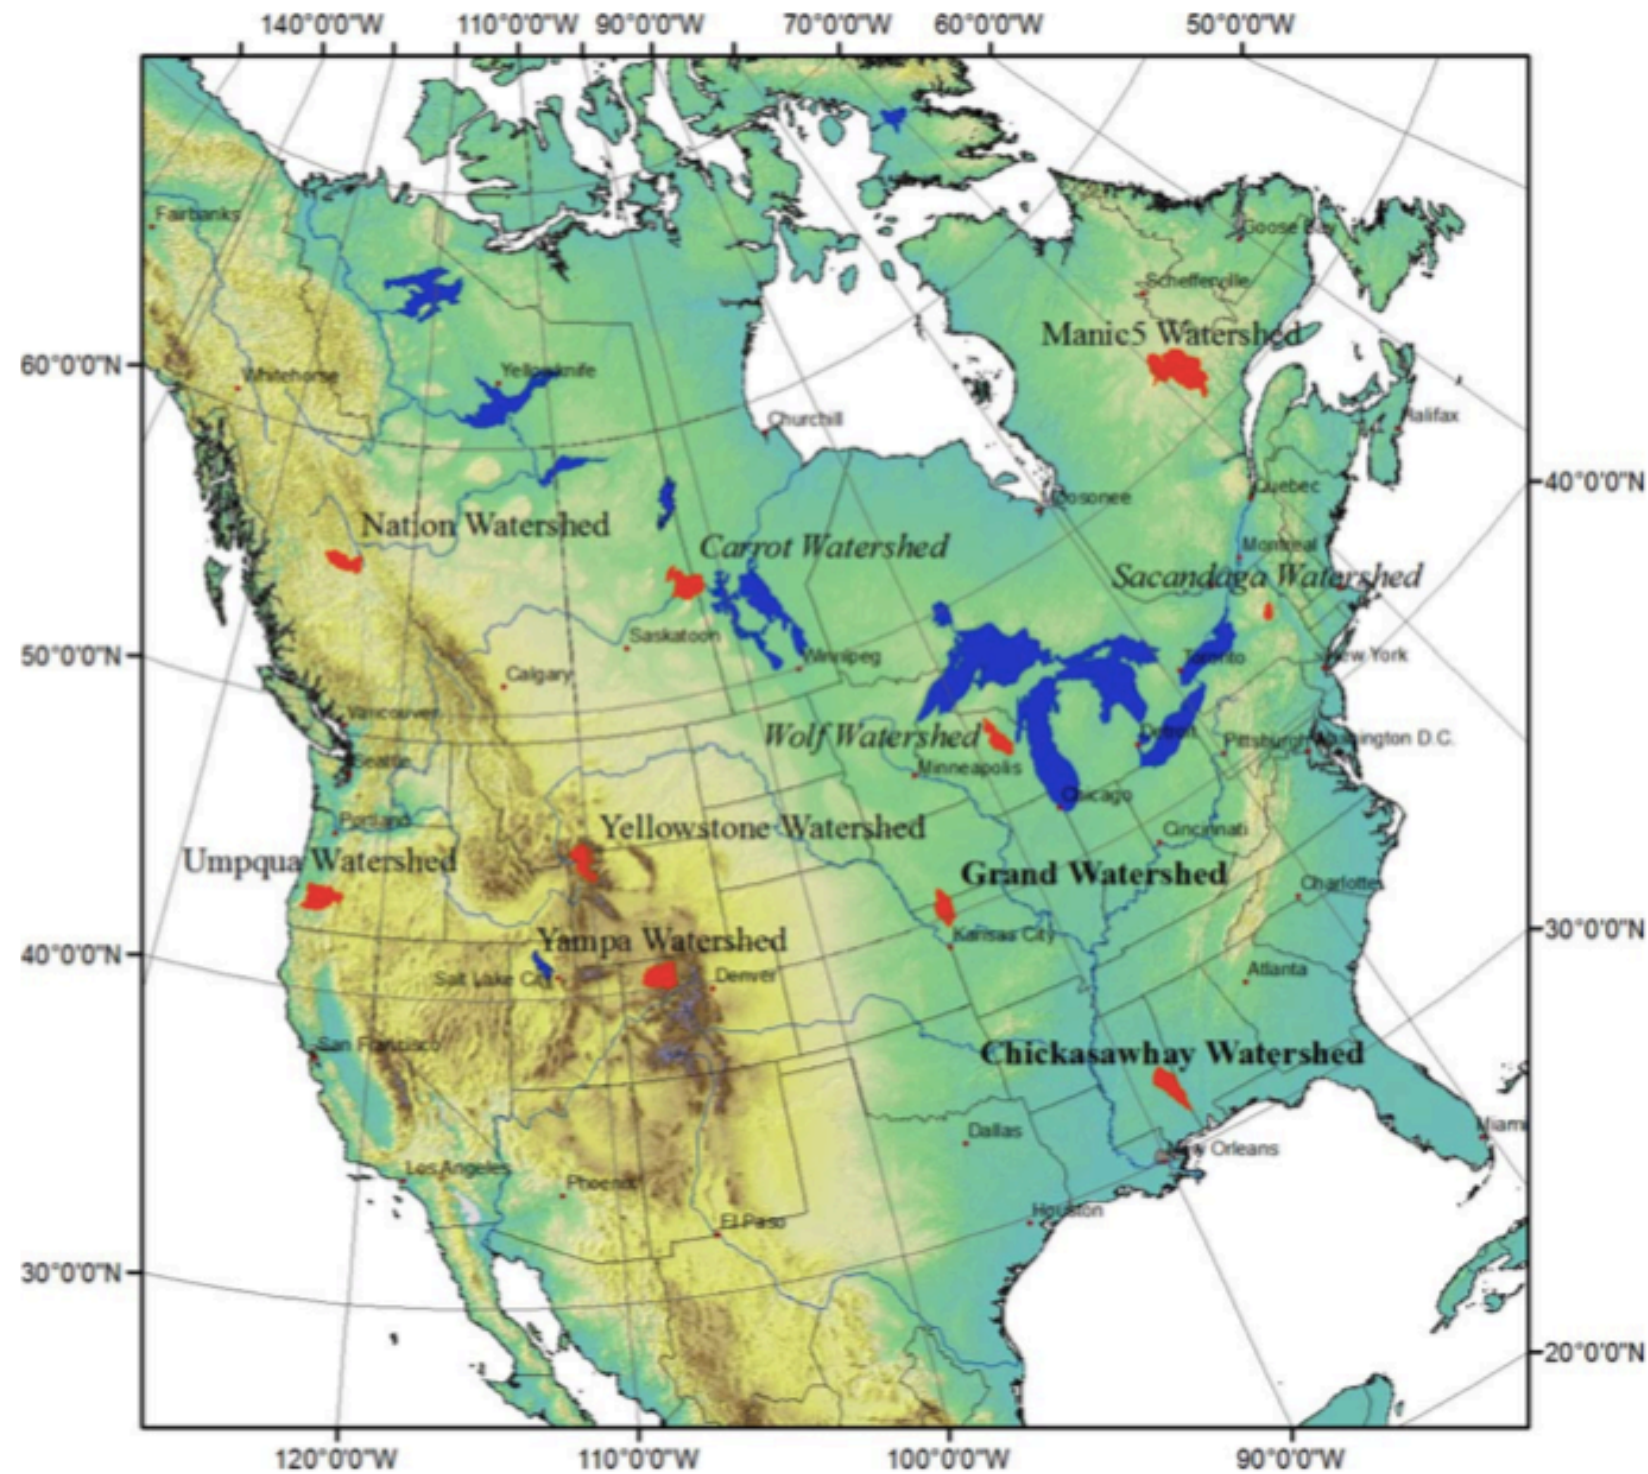 140°0'0"W 110°0'0"W 90°0'0"W 70°0'0"W 60°0'0"W 50°0'0"W
Fairbanks
Goose Bay
Schefferville
Manic5 Watershed
60°0'0"N
Whitehorse
Yellowknife
Churchill
Halifax
40°0'0"N
Quebec
Moosonee
Nation Watershed
Carrot Watershed
Montreal
Sacandaga Watershed
Saskatoon
50°0'0"N
Winnipeg
Toronto
New York
Calgary
Vancouver
Wolf Watershed
Detroit
Pittsburgh
Washington D.C.
Seattle
Minneapolis
Chicago
Portland
Yellowstone Watershed
Cincinnati
Umpqua Watershed
Grand Watershed
Charlotte
30°0'0"N
Kansas City
Yampa Watershed
40°0'0"N
Salt Lake City
Denver
Atlanta
San Francisco
Chickasawhay Watershed
Dallas
Miami
New Orleans
Los Angeles
Phoenix
Houston
El Paso
30°0'0"N
20°0'0"N
120°0'0"W 110°0'0"W 100°0'0"W 90°0'0"W